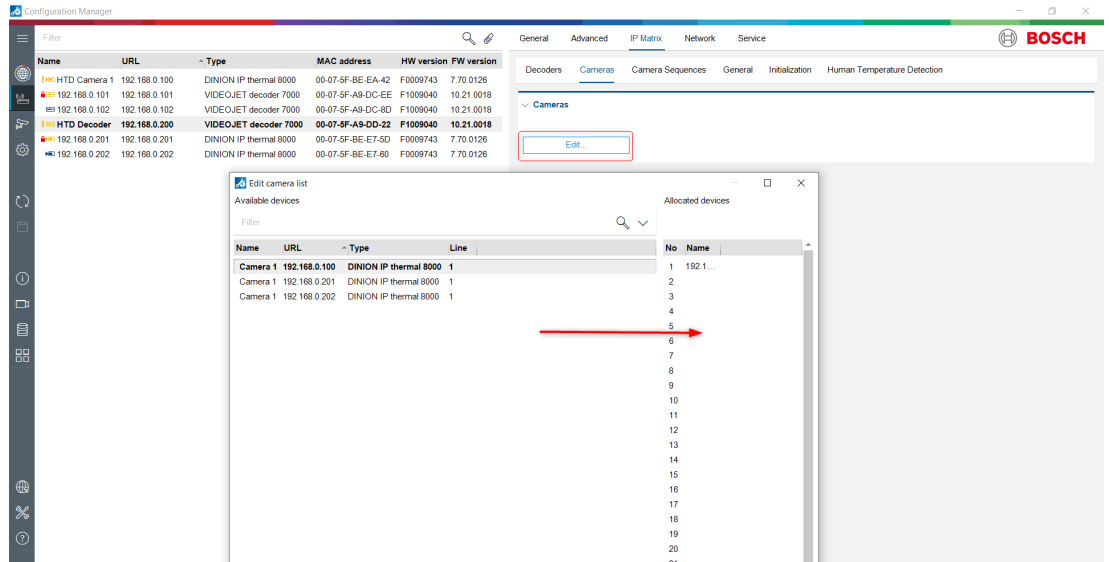 Configuration Manager
Filter
General Advanced IP Matrix Network Service
BOSCH
Name URL Type MAC address HW version FW version
HTD Camera 1 192.168.0.100 DINION IP thermal 8000 00-07-5F-BE-EA-42 F0009743 7.70.0126
192.168.0.101 192.168.0.101 VIDEOJET decoder 7000 00-07-5F-A9-DC-EE F1009040 10.21.0018
192.168.0.102 192.168.0.102 VIDEOJET decoder 7000 00-07-5F-A9-DC-8D F1009040 10.21.0018
HTD Decoder 192.168.0.200 VIDEOJET decoder 7000 00-07-5F-A9-DD-22 F1009040 10.21.0018
192.168.0.201 192.168.0.201 DINION IP thermal 8000 00-07-5F-BE-E7-5D F0009743 7.70.0126
192.168.0.202 192.168.0.202 DINION IP thermal 8000 00-07-5F-BE-E7-60 F0009743 7.70.0126
Decoders Cameras Camera Sequences General Initialization Human Temperature Detection
Cameras
Edit...
Edit camera list
Available devices
Filter
Name URL Type Line
Camera 1 192.168.0.100 DINION IP thermal 8000 1
Camera 1 192.168.0.201 DINION IP thermal 8000 1
Camera 1 192.168.0.202 DINION IP thermal 8000 1
Allocated devices
No Name
1 192.1...
2
3
4
5
6
7
8
9
10
11
12
13
14
15
16
17
18
19
20